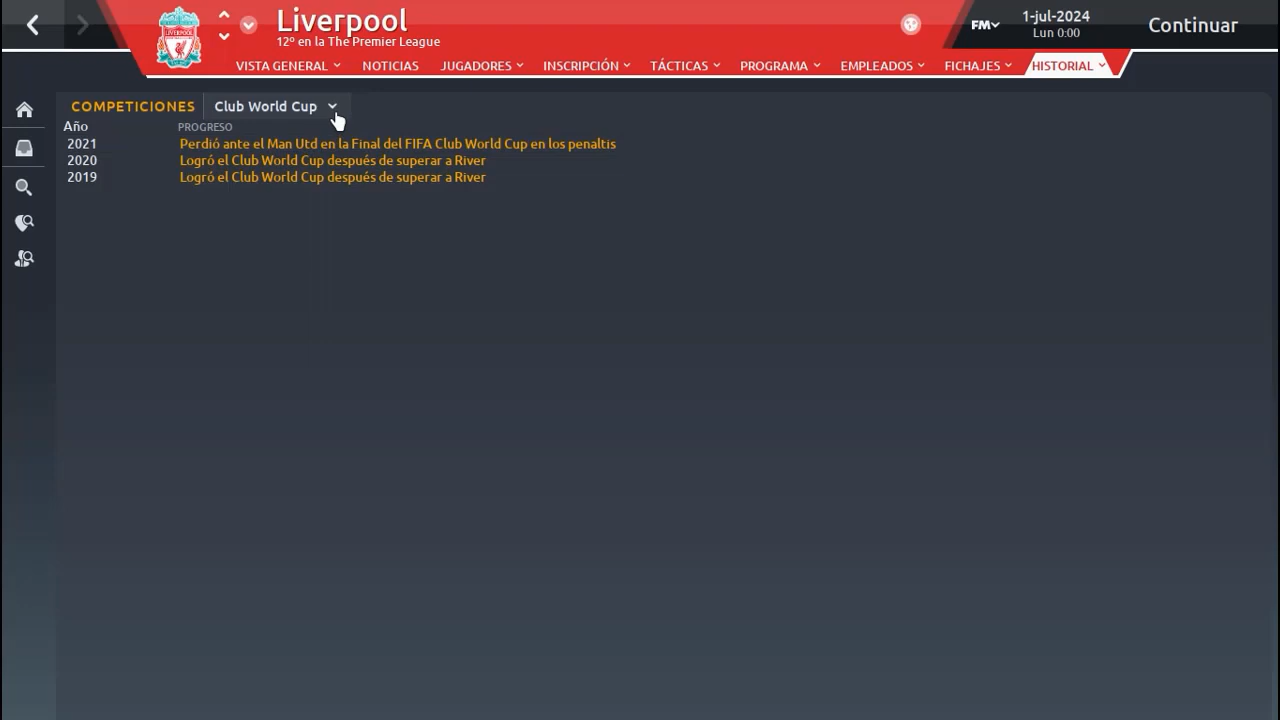 Liverpool
12º en la The Premier League
FM
1-jul-2024
Lun 0:00
Continuar
VISTA GENERAL NOTICIAS JUGADORES INSCRIPCIÓN TÁCTICAS PROGRAMA EMPLEADOS FICHAJES HISTORIAL
COMPETICIONES Club World Cup
Año PROGRESO
2021 Perdió ante el Man Utd en la Final del FIFA Club World Cup en los penaltis
2020 Logró el Club World Cup después de superar a River
2019 Logró el Club World Cup después de superar a River